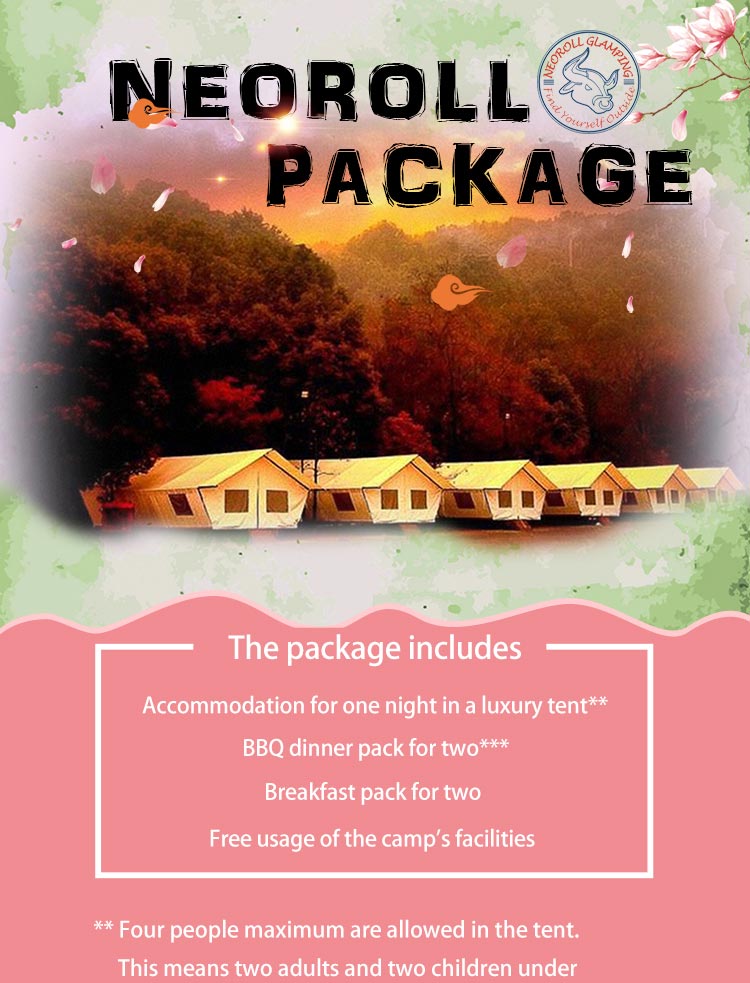 NEOROLL
NEOROLL GLAMPING
Find Yourself Outside
PACKAGE
The package includes
Accommodation for one night in a luxury tent**
BBQ dinner pack for two***
Breakfast pack for two
Free usage of the camp’s facilities
** Four people maximum are allowed in the tent.
This means two adults and two children under